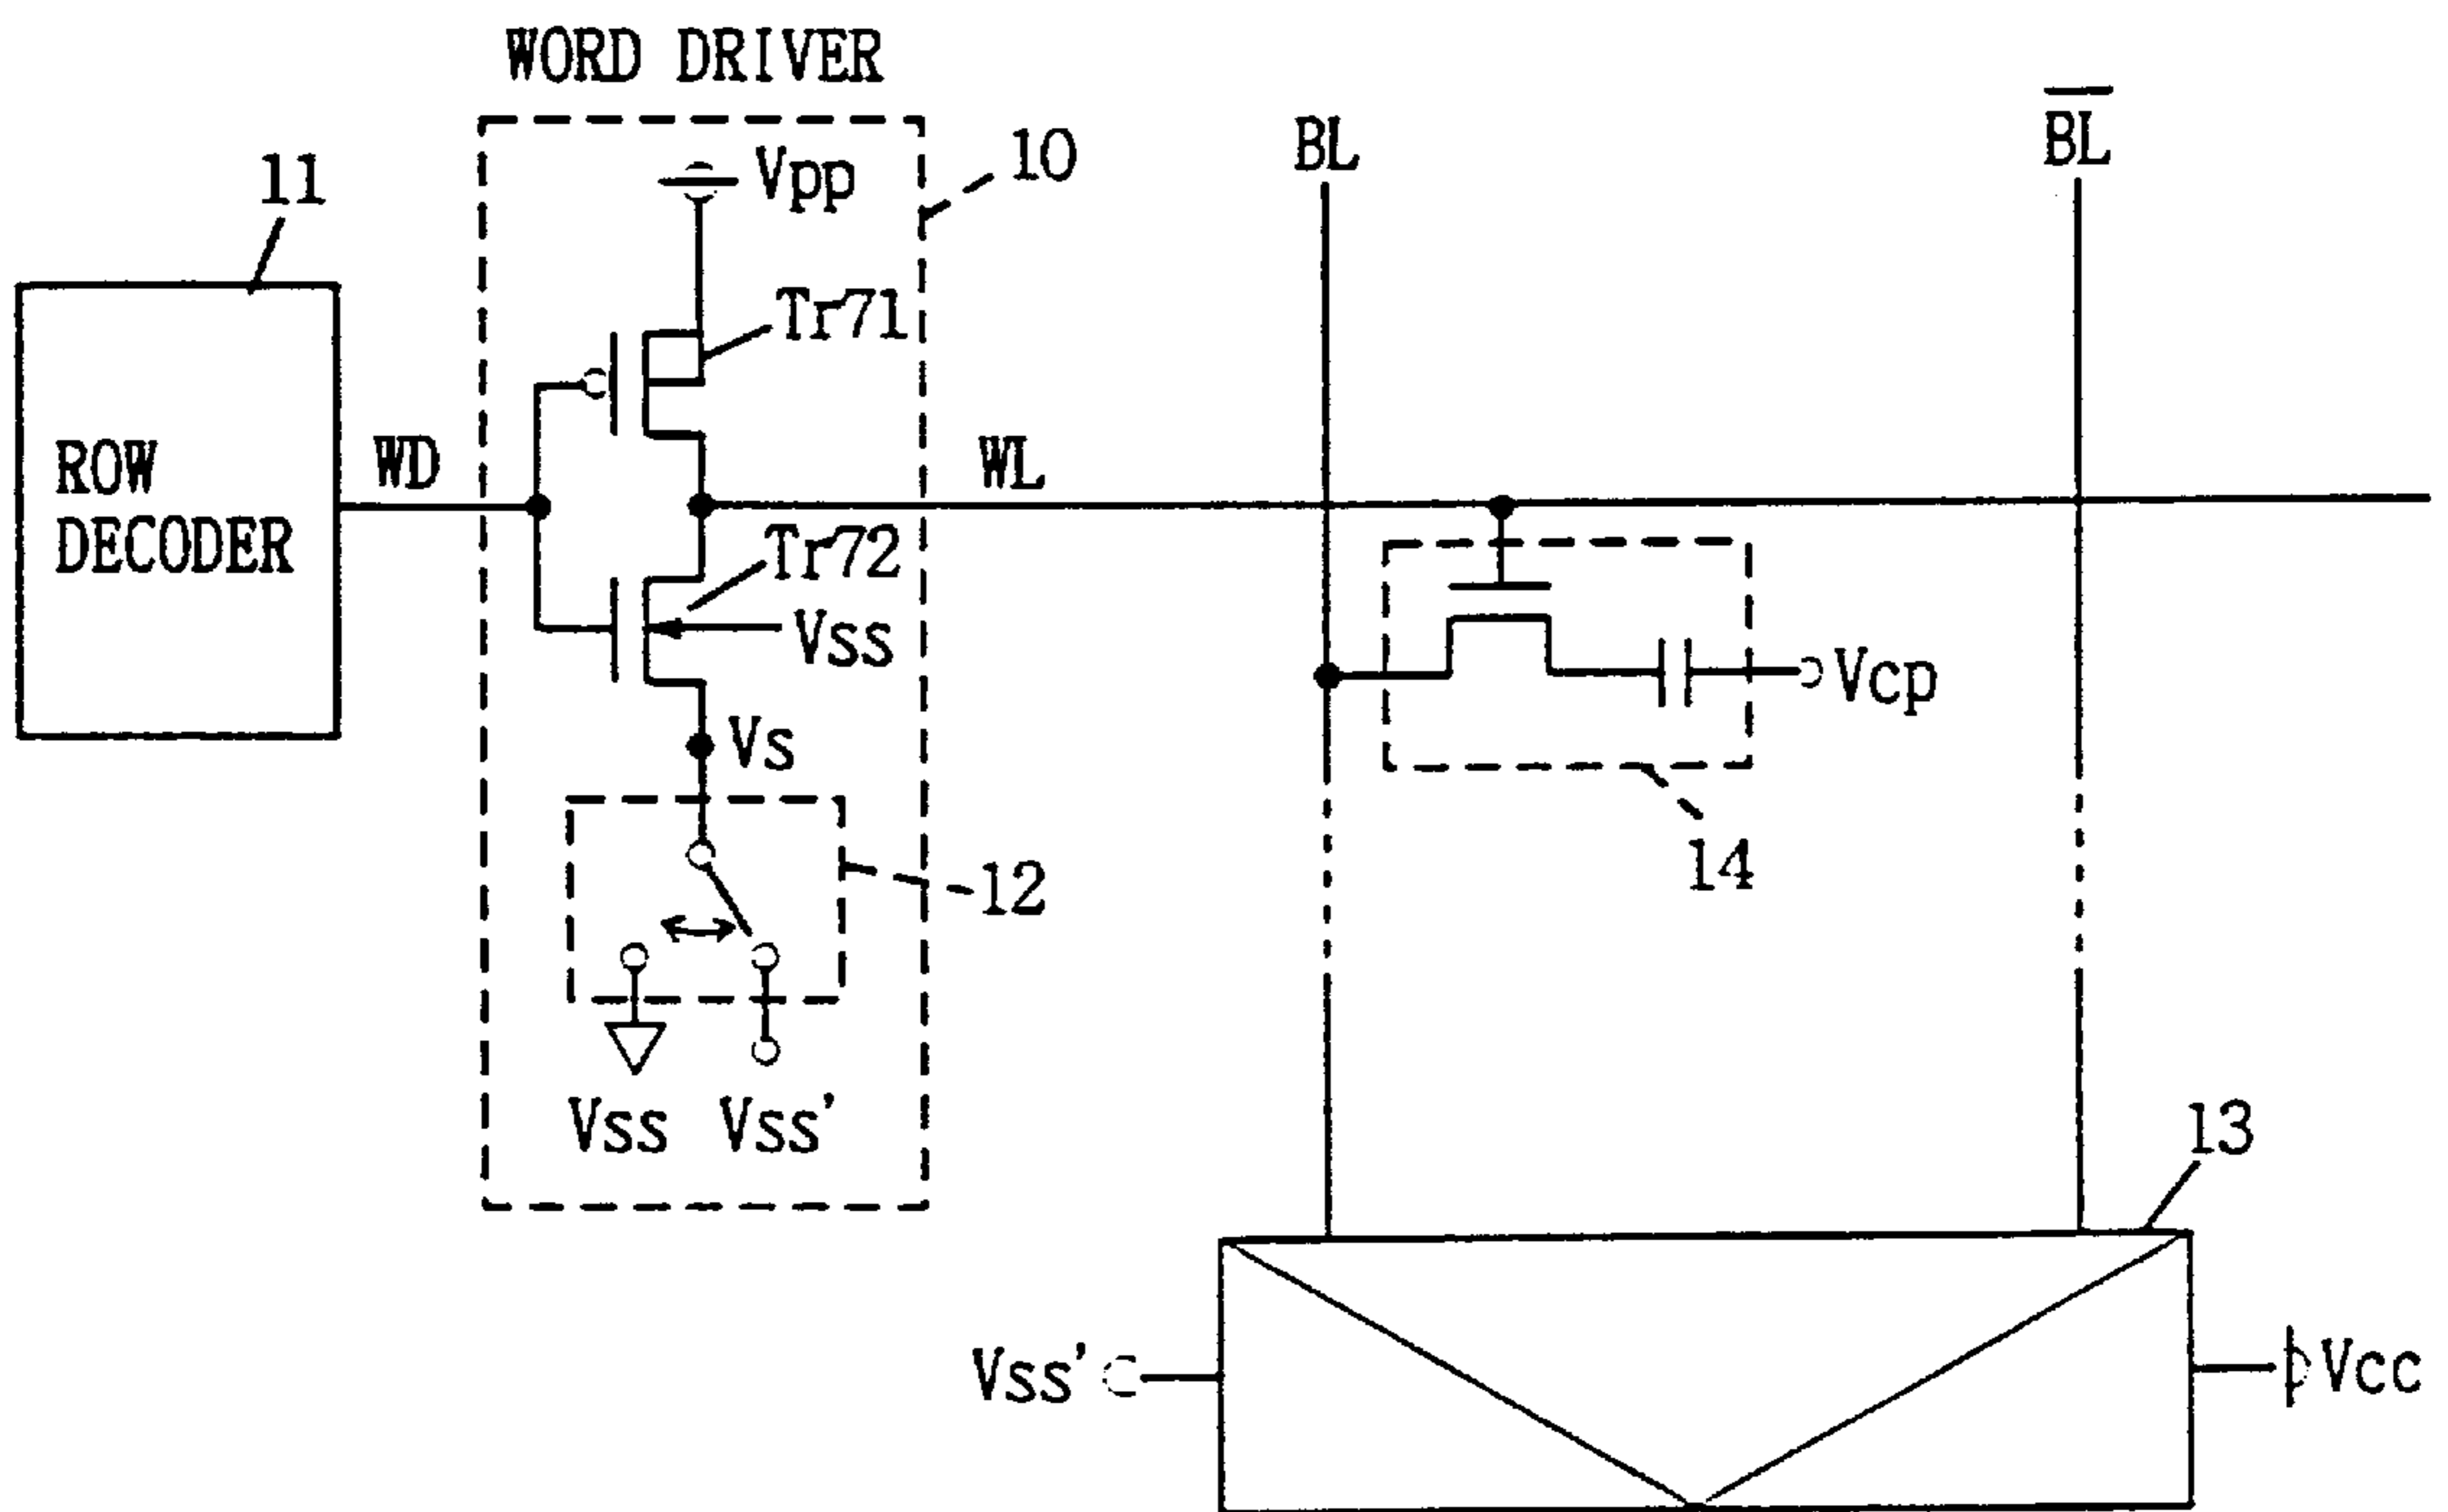 WORD DRIVER
10
BL
BL
11
Vpp
Tr71
ROW
DECODER
WD
WL
Tr72
Vss
Vcp
Vs
14
12
Vss
Vss'
13
Vss'
Vcc